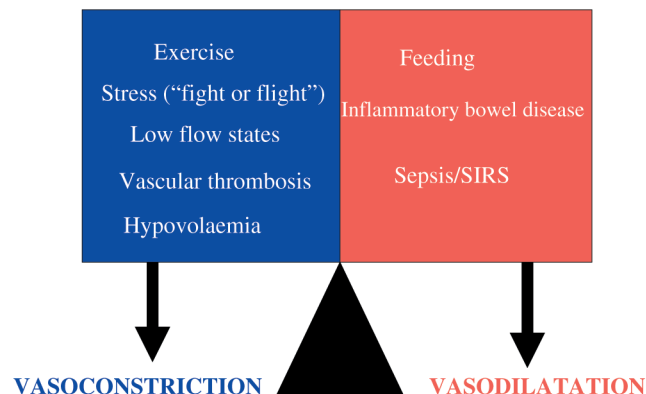 Exercise
Stress (“fight or flight”)
Low flow states
Vascular thrombosis
Hypovolaemia
Feeding
Inflammatory bowel disease
Sepsis/SIRS
VASOCONSTRICTION
VASODILATATION